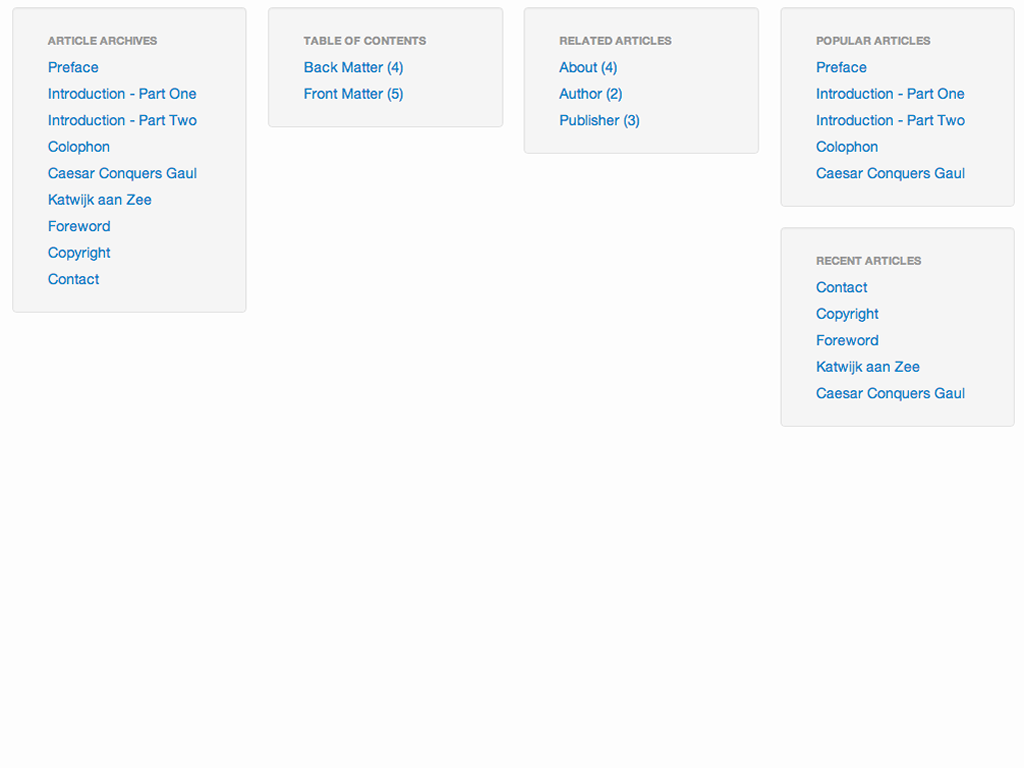 ARTICLE ARCHIVES
Preface
Introduction - Part One
Introduction - Part Two
Colophon
Caesar Conquers Gaul
Katwijk aan Zee
Foreword
Copyright
Contact
TABLE OF CONTENTS
Back Matter (4)
Front Matter (5)
RELATED ARTICLES
About (4)
Author (2)
Publisher (3)
POPULAR ARTICLES
Preface
Introduction - Part One
Introduction - Part Two
Colophon
Caesar Conquers Gaul
RECENT ARTICLES
Contact
Copyright
Foreword
Katwijk aan Zee
Caesar Conquers Gaul